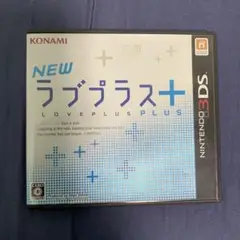 KONAMI
NEW
ラブプラス+
LOVEPLUS PLUS
NINTENDO 3DS